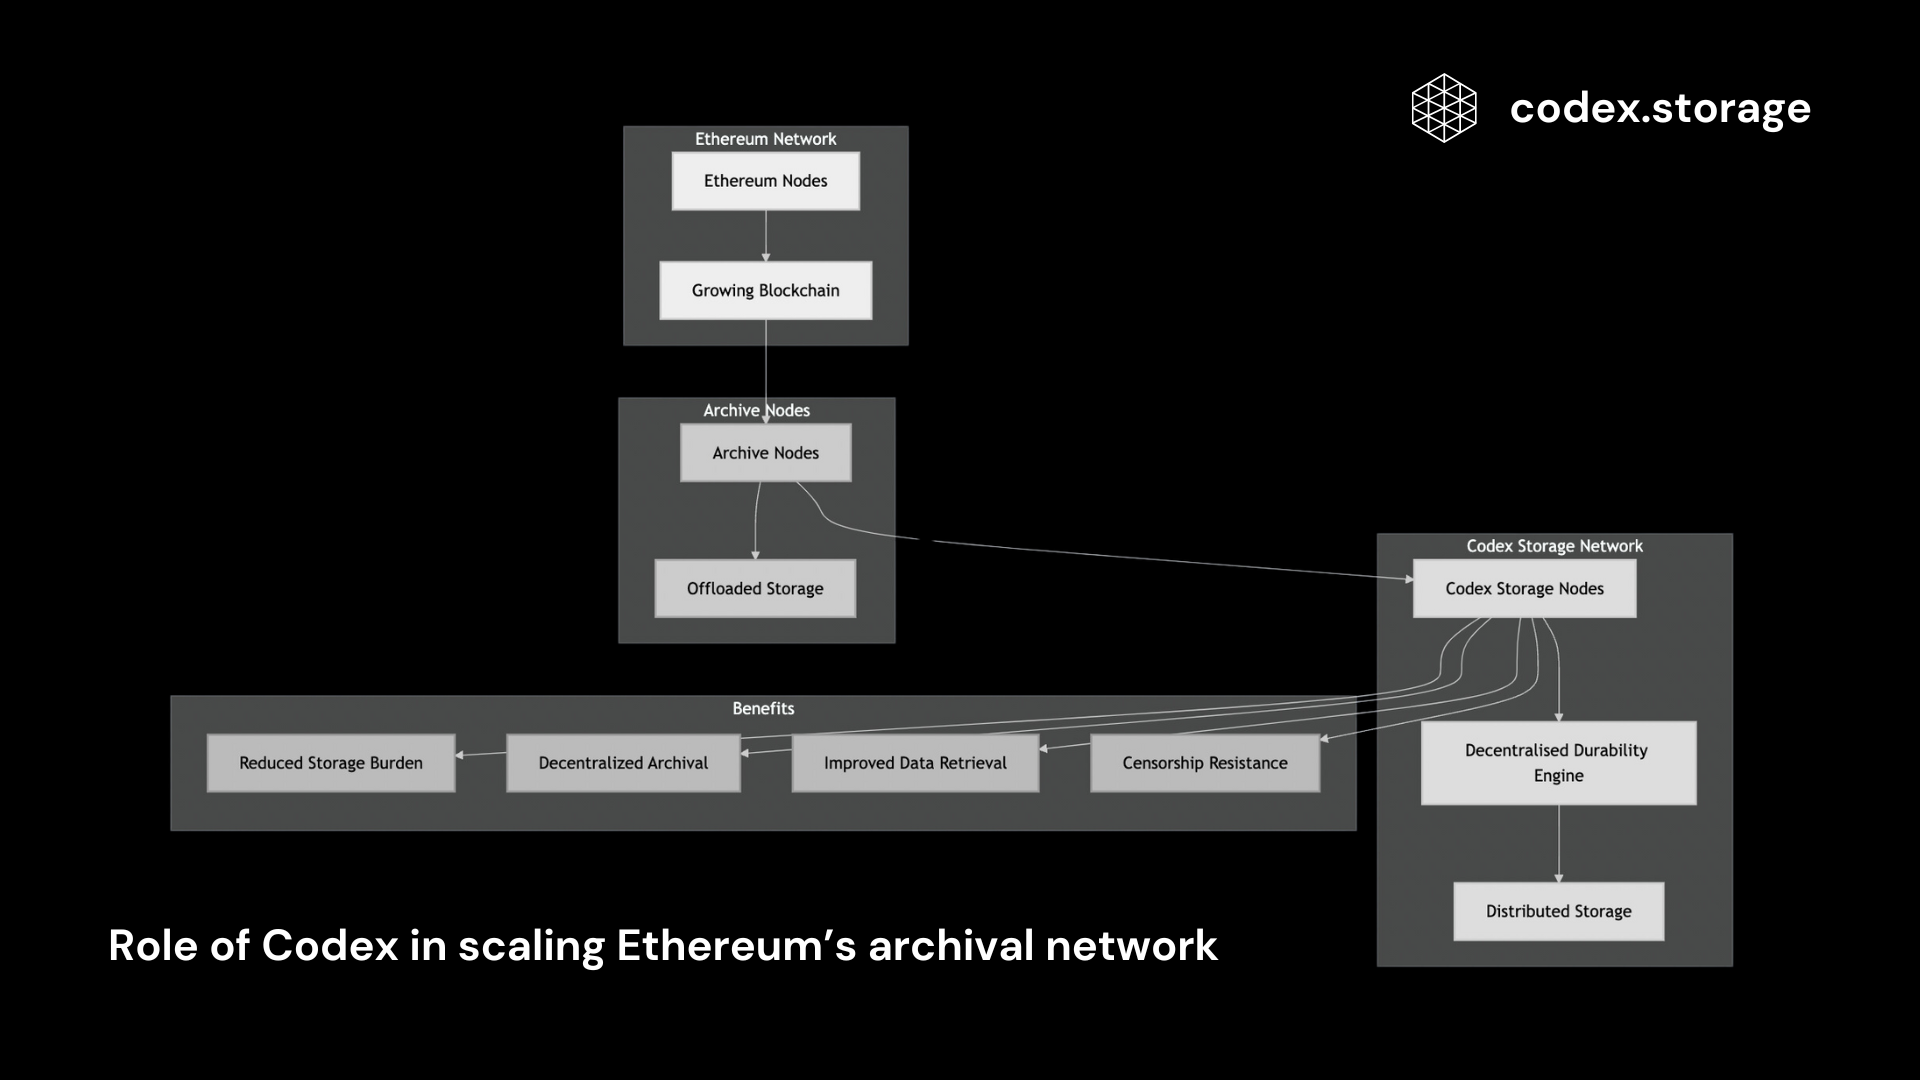 codex.storage
Ethereum Network
Ethereum Nodes
Growing Blockchain
Archive Nodes
Archive Nodes
Offloaded Storage
Codex Storage Network
Codex Storage Nodes
Decentralised Durability
Engine
Distributed Storage
Benefits
Reduced Storage Burden
Decentralized Archival
Improved Data Retrieval
Censorship Resistance
Role of Codex in scaling Ethereum’s archival network